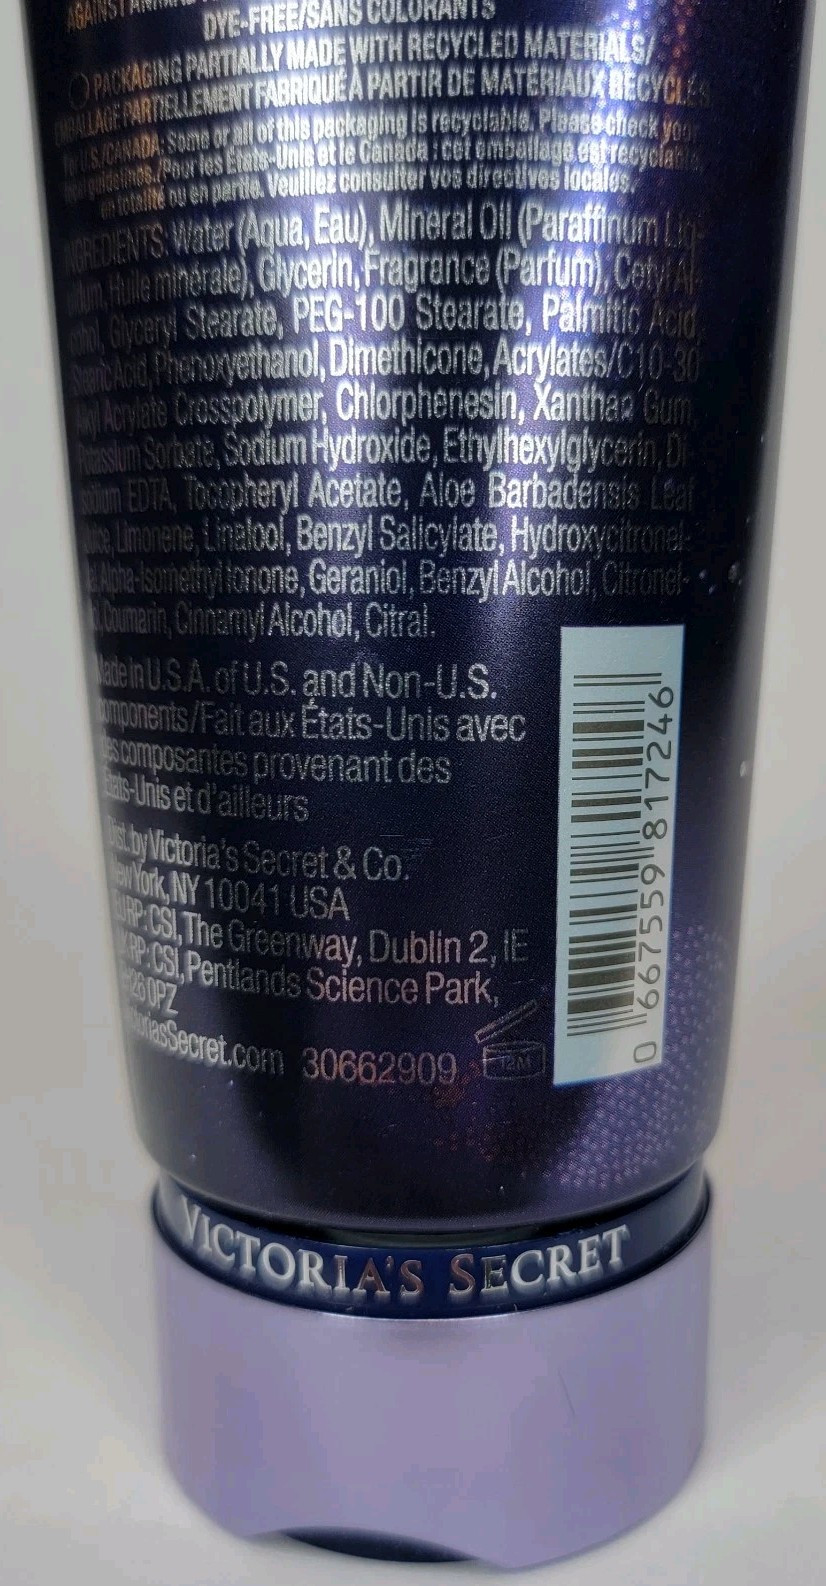 AGAINST
DYE-FREE/SANS COLORANTS
PACKAGING PARTIALLY MADE WITH RECYCLED MATERIALS/
EMBALLAGE PARTIELLEMENT FABRIQUÉ À PARTIR DE MATÉRIAUX RECYCLÉS
U.S./CANADA: Some or all of this packaging is recyclable. Please check your
guidelines./Pour les États-Unis et le Canada : cet emballage est recyclable,
en totalité ou en partie. Veuillez consulter vos directives locales.
INGREDIENTS: Water (Aqua, Eau), Mineral Oil (Paraffinum Liq-
Huile minérale), Glycerin, Fragrance (Parfum), Cetyl Al-
Glyceryl Stearate, PEG-100 Stearate, Palmitic Acid,
Stearic Acid, Phenoxyethanol, Dimethicone, Acrylates/C10-30
Alkyl Acrylate Crosspolymer, Chlorphenesin, Xanthan Gum,
Potassium Sorbate, Sodium Hydroxide, Ethylhexylglycerin, Di-
sodium EDTA, Tocopheryl Acetate, Aloe Barbadensis Leaf
Juice, Limonene, Linalool, Benzyl Salicylate, Hydroxycitronel-
Alpha-Isomethyl Ionone, Geraniol, Benzyl Alcohol, Citronel-
Coumarin, Cinnamyl Alcohol, Citral.
Made in U.S.A. of U.S. and Non-U.S.
components/Fait aux États-Unis avec
des composantes provenant des
États-Unis et d'ailleurs
Dist. by Victoria's Secret & Co.
New York, NY 10041 USA
EU RP: CSI, The Greenway, Dublin 2, IE
RP: CSI, Pentlands Science Park,
0PZ
VictoriasSecret.com 30662909
12M
0 667559 817246
VICTORIA'S SECRET